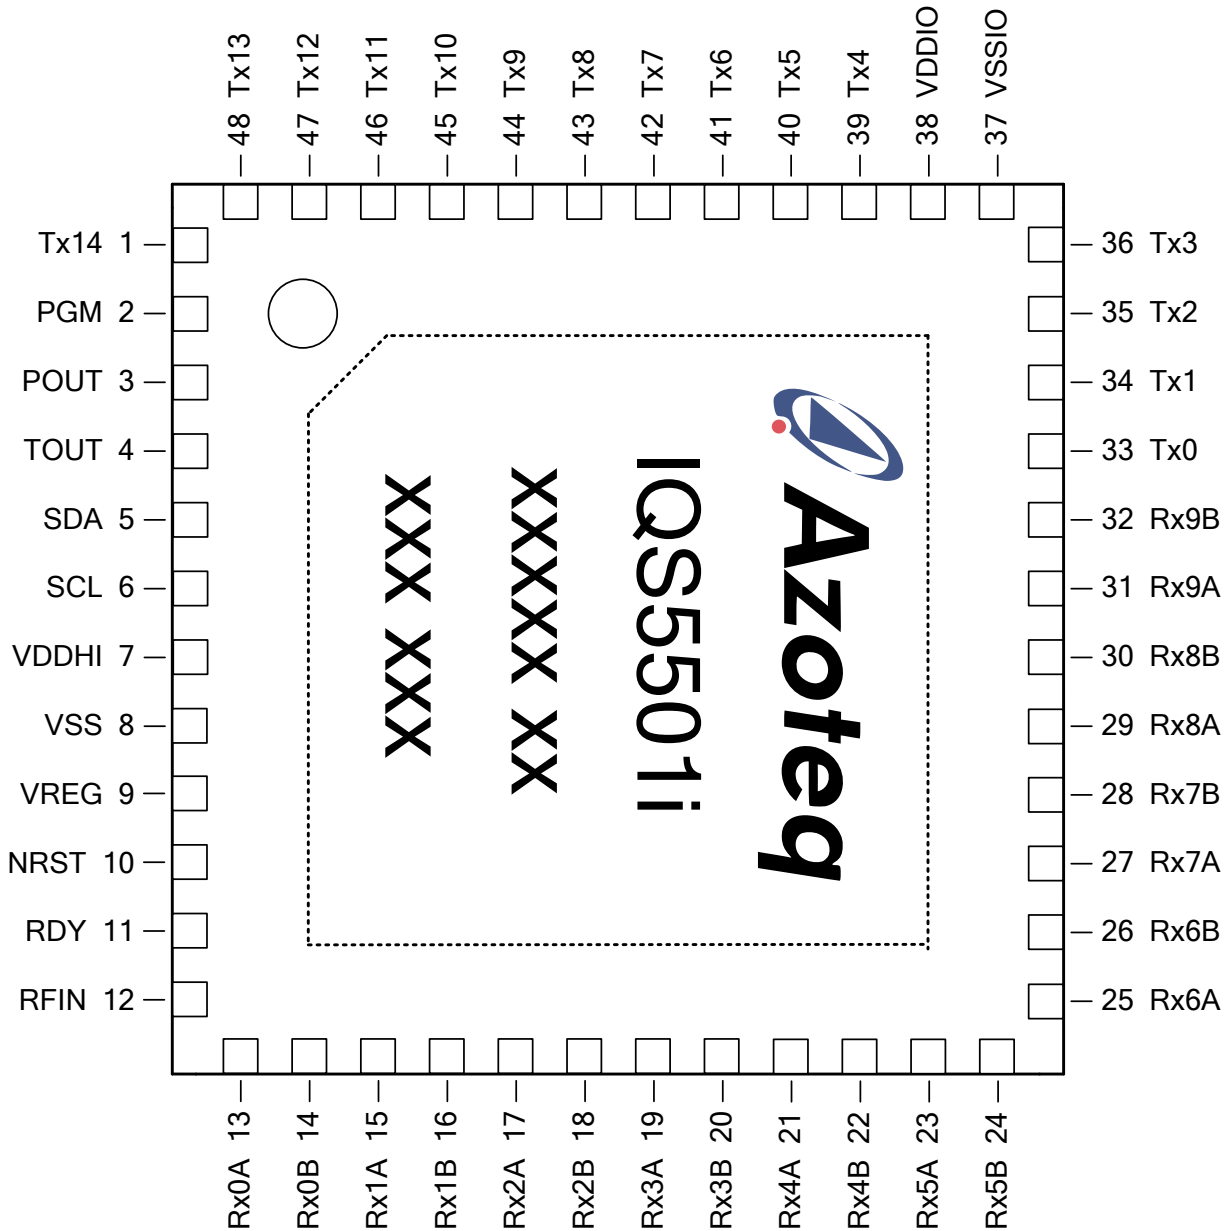 48 Tx13
47 Tx12
46 Tx11
45 Tx10
44 Tx9
43 Tx8
42 Tx7
41 Tx6
40 Tx5
39 Tx4
38 VDDIO
37 VSSIO
Tx14 1
PGM 2
POUT 3
TOUT 4
SDA 5
SCL 6
VDDHI 7
VSS 8
VREG 9
NRST 10
RDY 11
RFIN 12
Azoteq
IQS5501i
XXXXX XX
XXX XXX
36 Tx3
35 Tx2
34 Tx1
33 Tx0
32 Rx9B
31 Rx9A
30 Rx8B
29 Rx8A
28 Rx7B
27 Rx7A
26 Rx6B
25 Rx6A
Rx0A 13
Rx0B 14
Rx1A 15
Rx1B 16
Rx2A 17
Rx2B 18
Rx3A 19
Rx3B 20
Rx4A 21
Rx4B 22
Rx5A 23
Rx5B 24